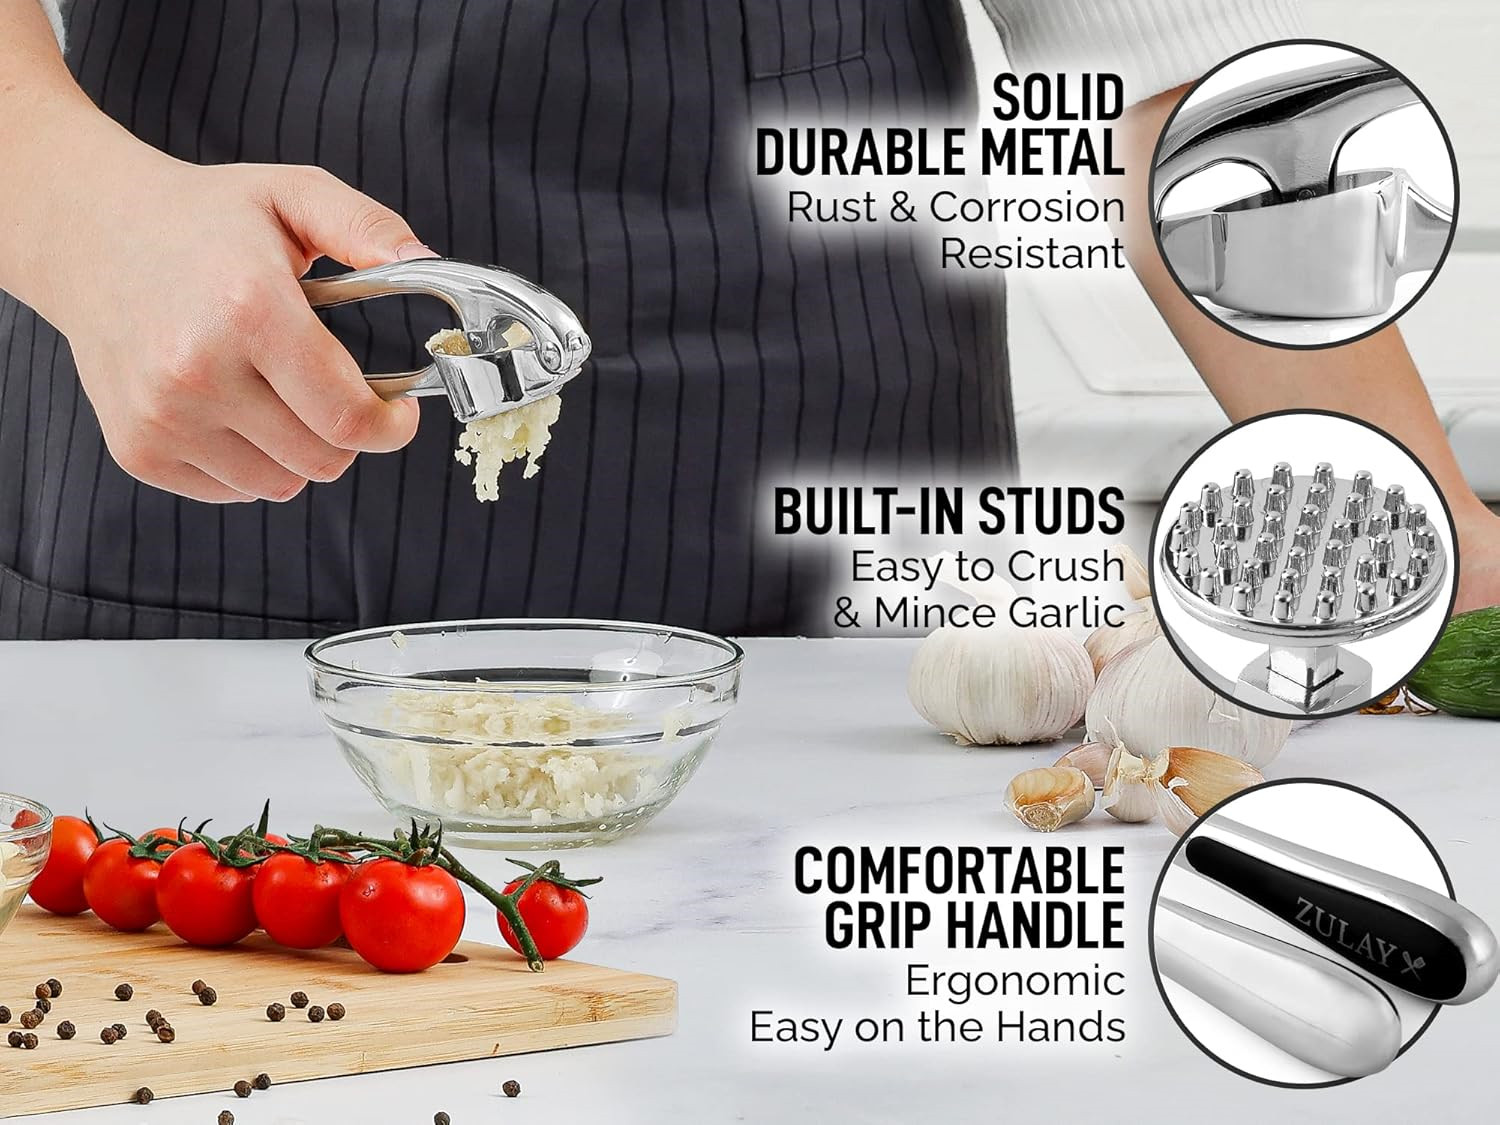 SOLID
DURABLE METAL
Rust & Corrosion
Resistant
BUILT-IN STUDS
Easy to Crush
& Mince Garlic
COMFORTABLE
GRIP HANDLE
Ergonomic
Easy on the Hands
ZULAY